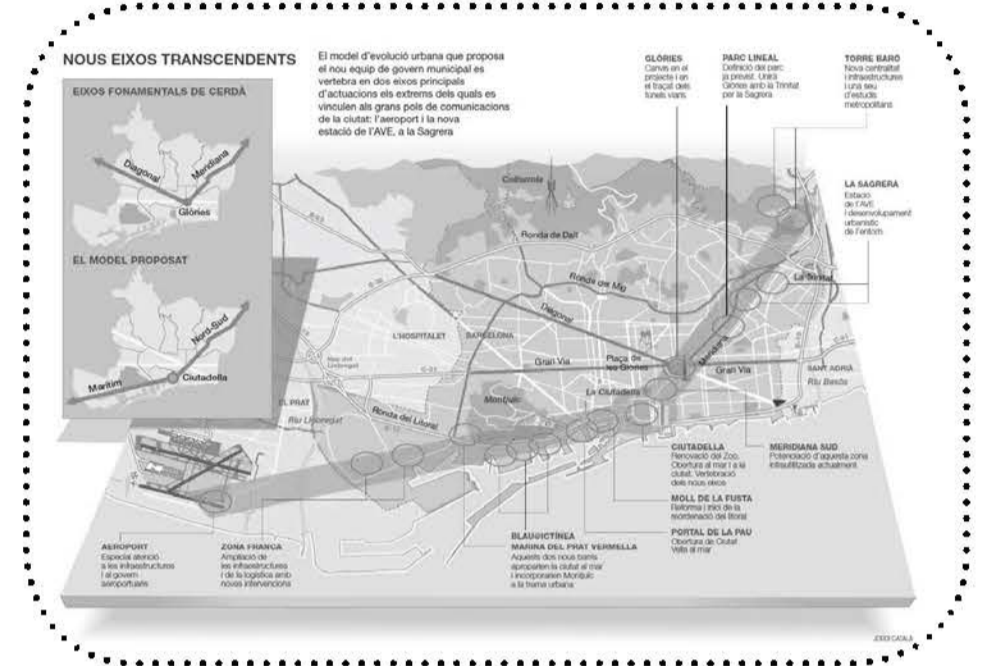 NOUS EIXOS TRANSCENDENTS
El model d'evolució urbana que proposa
el nou equip de govern municipal es
vertebra en dos eixos principals
d'actuacions els extrems dels quals es
vinculen als grans pols de comunicacions
de la ciutat: l'aeroport i la nova
estació de l'AVE, a la Sagrera
EIXOS FONAMENTALS DE CERDÀ
Diagonal
Meridiana
Glòries
EL MODEL PROPOSAT
Nord-Sud
Marítim
Ciutadella
GLÒRIES
Canvis en el
projecte i en
el traçat dels
túnels viaris
PARC LINEAL
Definició del parc
ja previst. Unirà
Glòries amb la Trinitat
per la Sagrera
TORRE BARÓ
Nova centralitat
i infraestructures
i una seu
d'estudis
metropolitans
LA SAGRERA
Estació
de l'AVE
i desenvolupament
urbanístic
de l'entorn
Collserola
Ronda de Dalt
Ronda del Mig
Diagonal
La Trinitat
L'HOSPITALET
BARCELONA
Gran Via
Plaça de
les Glòries
Meridiana
Gran Via
SANT ADRIÀ
Riu Besòs
La Ciutadella
Montjuïc
EL PRAT
Riu Llobregat
Ronda del Litoral
CIUTADELLA
Renovació del Zoo.
Obertura al mar i a la
ciutat. Vertebració
dels nous eixos
MERIDIANA SUD
Potenciació d'aquesta zona
infrautilitzada actualment
MOLL DE LA FUSTA
Reforma i inici de la
reordenació del litoral
PORTAL DE LA PAU
Obertura de Ciutat
Vella al mar
BLAUGICTÍNEA
MARINA DEL PRAT VERMELLA
Aquests dos nous barris
aproparien la ciutat al mar
i incorporarien Montjuïc
a la trama urbana
AEROPORT
Especial atenció
a les infraestructures
i al govern
aeroportuaris
ZONA FRANCA
Ampliació de
les infraestructures
i de la logística amb
noves intervencions
JORDI CATALÀ